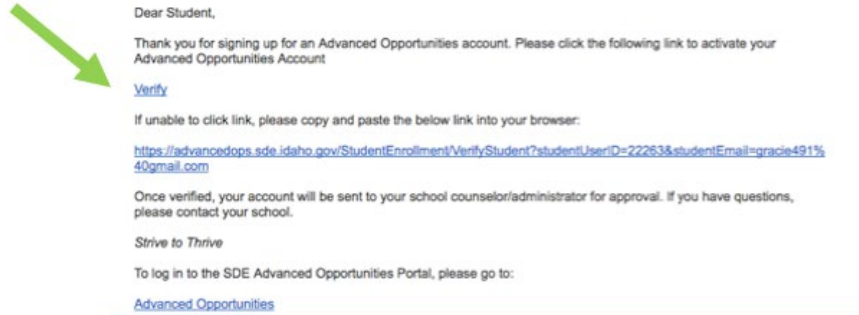 Dear Student,
Thank you for signing up for an Advanced Opportunities account. Please click the following link to activate your
Advanced Opportunities Account
Verify
If unable to click link, please copy and paste the below link into your browser:
https://advancedops.sde.idaho.gov/StudentEnrollment/VerifyStudent?studentUserID=22263&studentEmail=gracie491%
40gmail.com
Once verified, your account will be sent to your school counselor/administrator for approval. If you have questions,
please contact your school.
Strive to Thrive
To log in to the SDE Advanced Opportunities Portal, please go to:
Advanced Opportunities